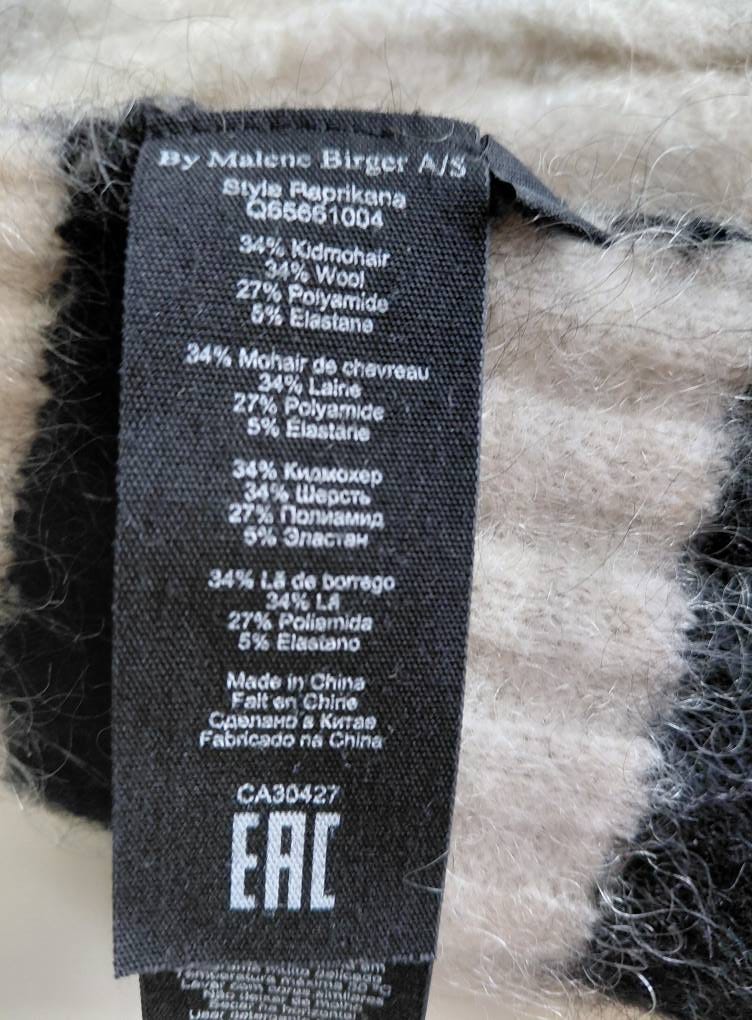 By Malene Birger A/S
Style Paprikana
Q65661004
34% Kidmohair
34% Wool
27% Polyamide
5% Elastane
34% Mohair de chevreau
34% Laine
27% Polyamide
5% Elastane
34% Кидмохер
34% Шерсть
27% Полиамид
5% Эластан
34% Lã de borrego
34% Lã
27% Poliamida
5% Elastano
Made in China
Fait en Chine
Сделано в Китае
Fabricado na China
CA30427
EAC